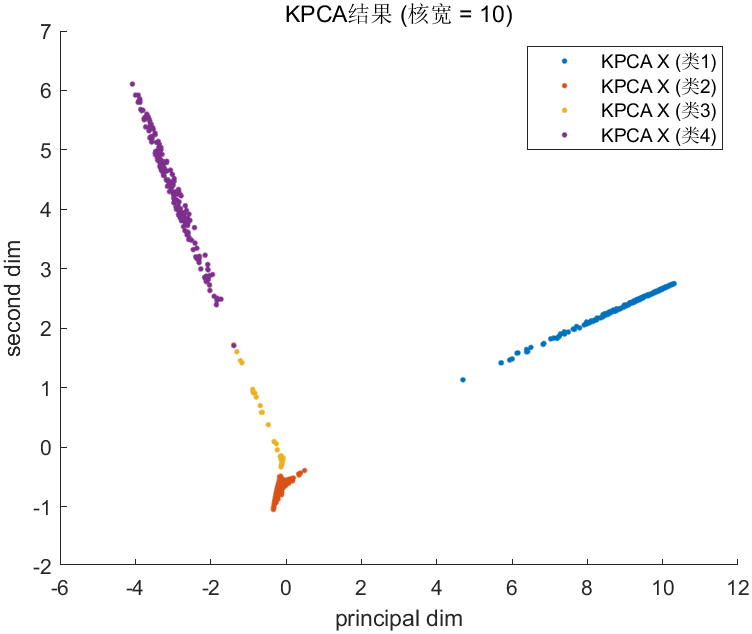 KPCA结果 (核宽 = 10)
KPCA X (类1)
KPCA X (类2)
KPCA X (类3)
KPCA X (类4)
7
6
5
4
3
2
1
0
-1
-2
second dim
-6
-4
-2
0
2
4
6
8
10
12
principal dim